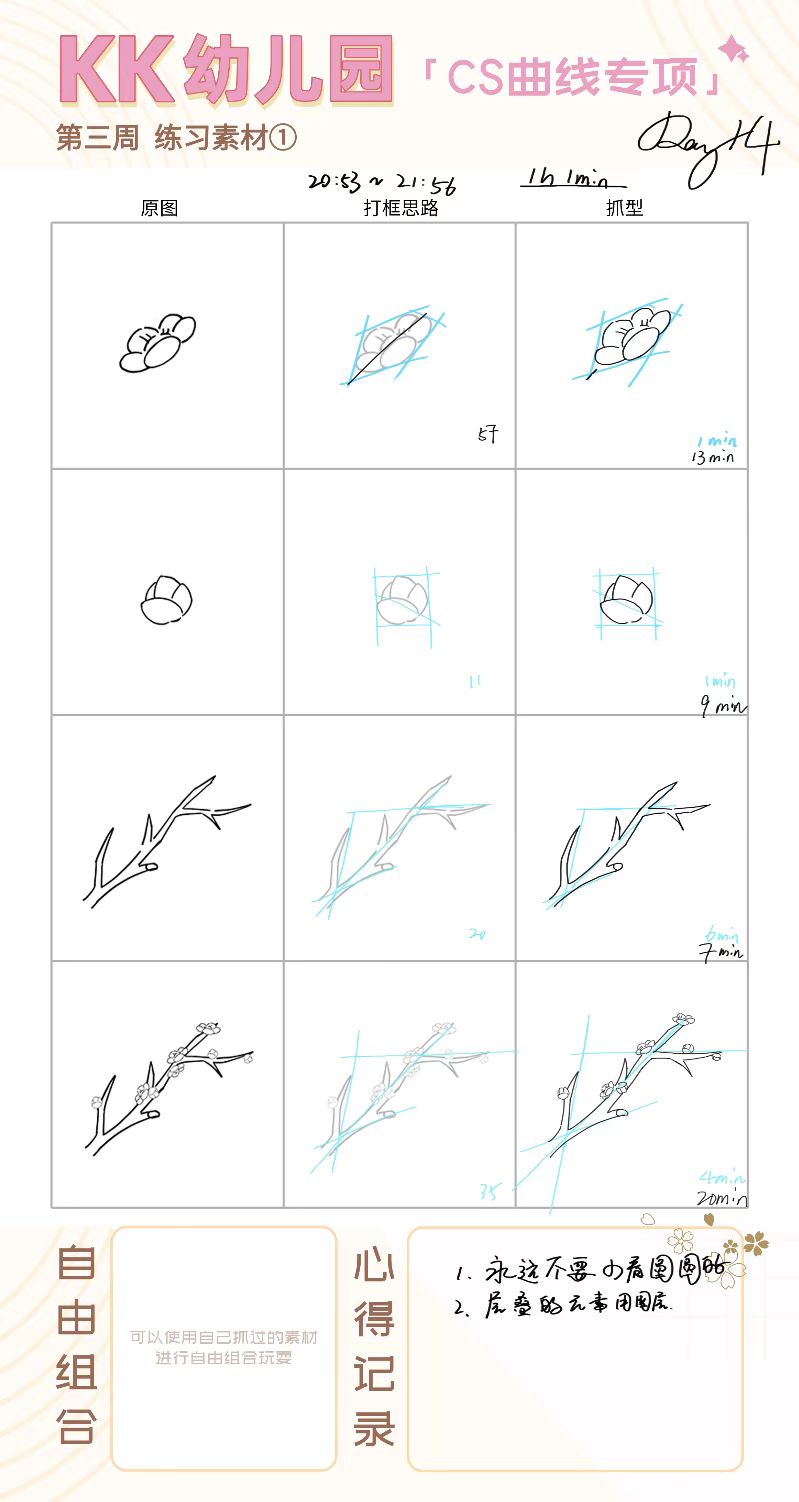 KK幼儿园「CS曲线专项」
第三周 练习素材①
Day 14
20:53 ~ 21:56
1h 1min
原图
打框思路
抓型
57
1min
13min
11
1min
9min
20
6min
7min
35
4min
20min
自由组合
可以使用自己抓过的素材
进行自由组合玩耍
心得记录
1. 永远不要小看圆圆的
2. 层叠的元素用图层.